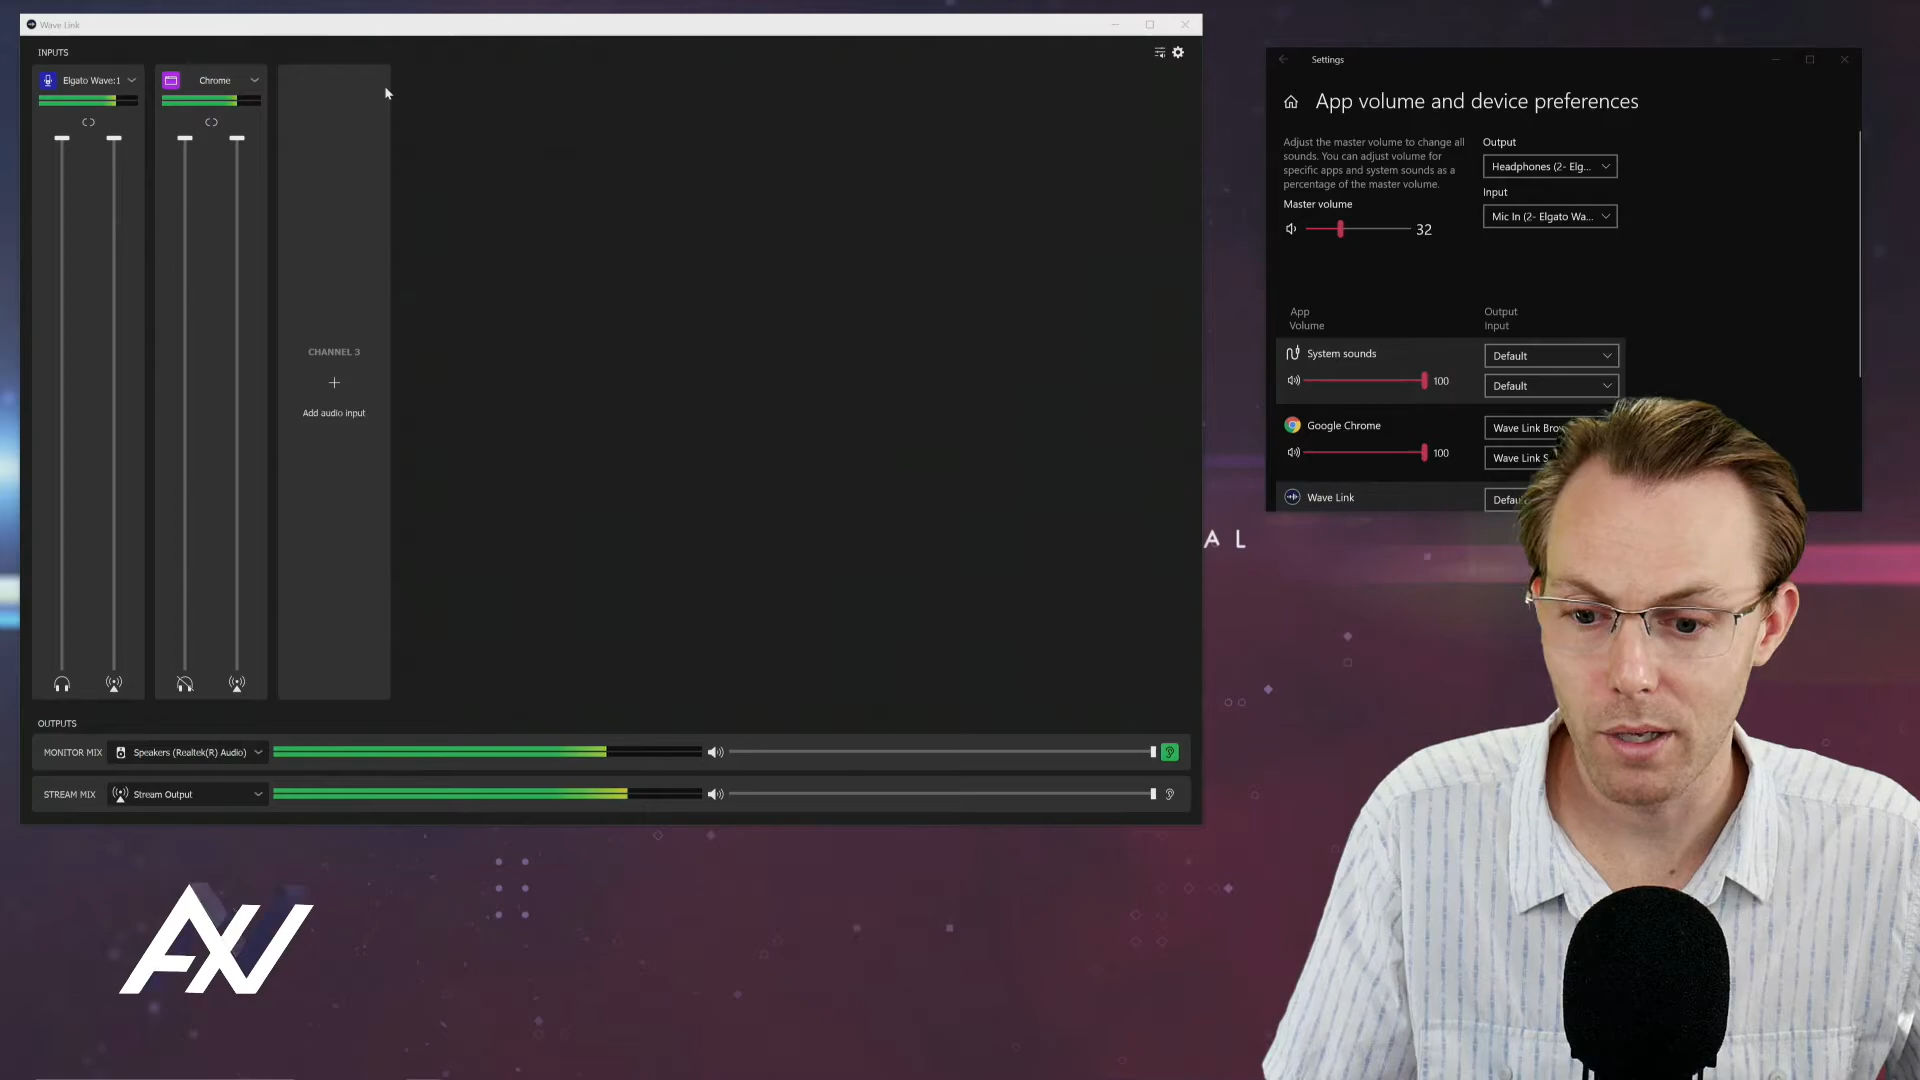 Wave Link
INPUTS
Elgato Wave:1
Chrome
CHANNEL 3
Add audio input
OUTPUTS
MONITOR MIX
Speakers (Realtek(R) Audio)
STREAM MIX
Stream Output
Settings
App volume and device preferences
Adjust the master volume to change all
sounds. You can adjust volume for
specific apps and system sounds as a
percentage of the master volume.
Master volume
32
Output
Headphones (2- Elg...
Input
Mic In (2- Elgato Wa...
App
Volume
Output
Input
System sounds
100
Default
Default
Google Chrome
100
Wave Link Bro
Wave Link S
Wave Link
Defau
A L